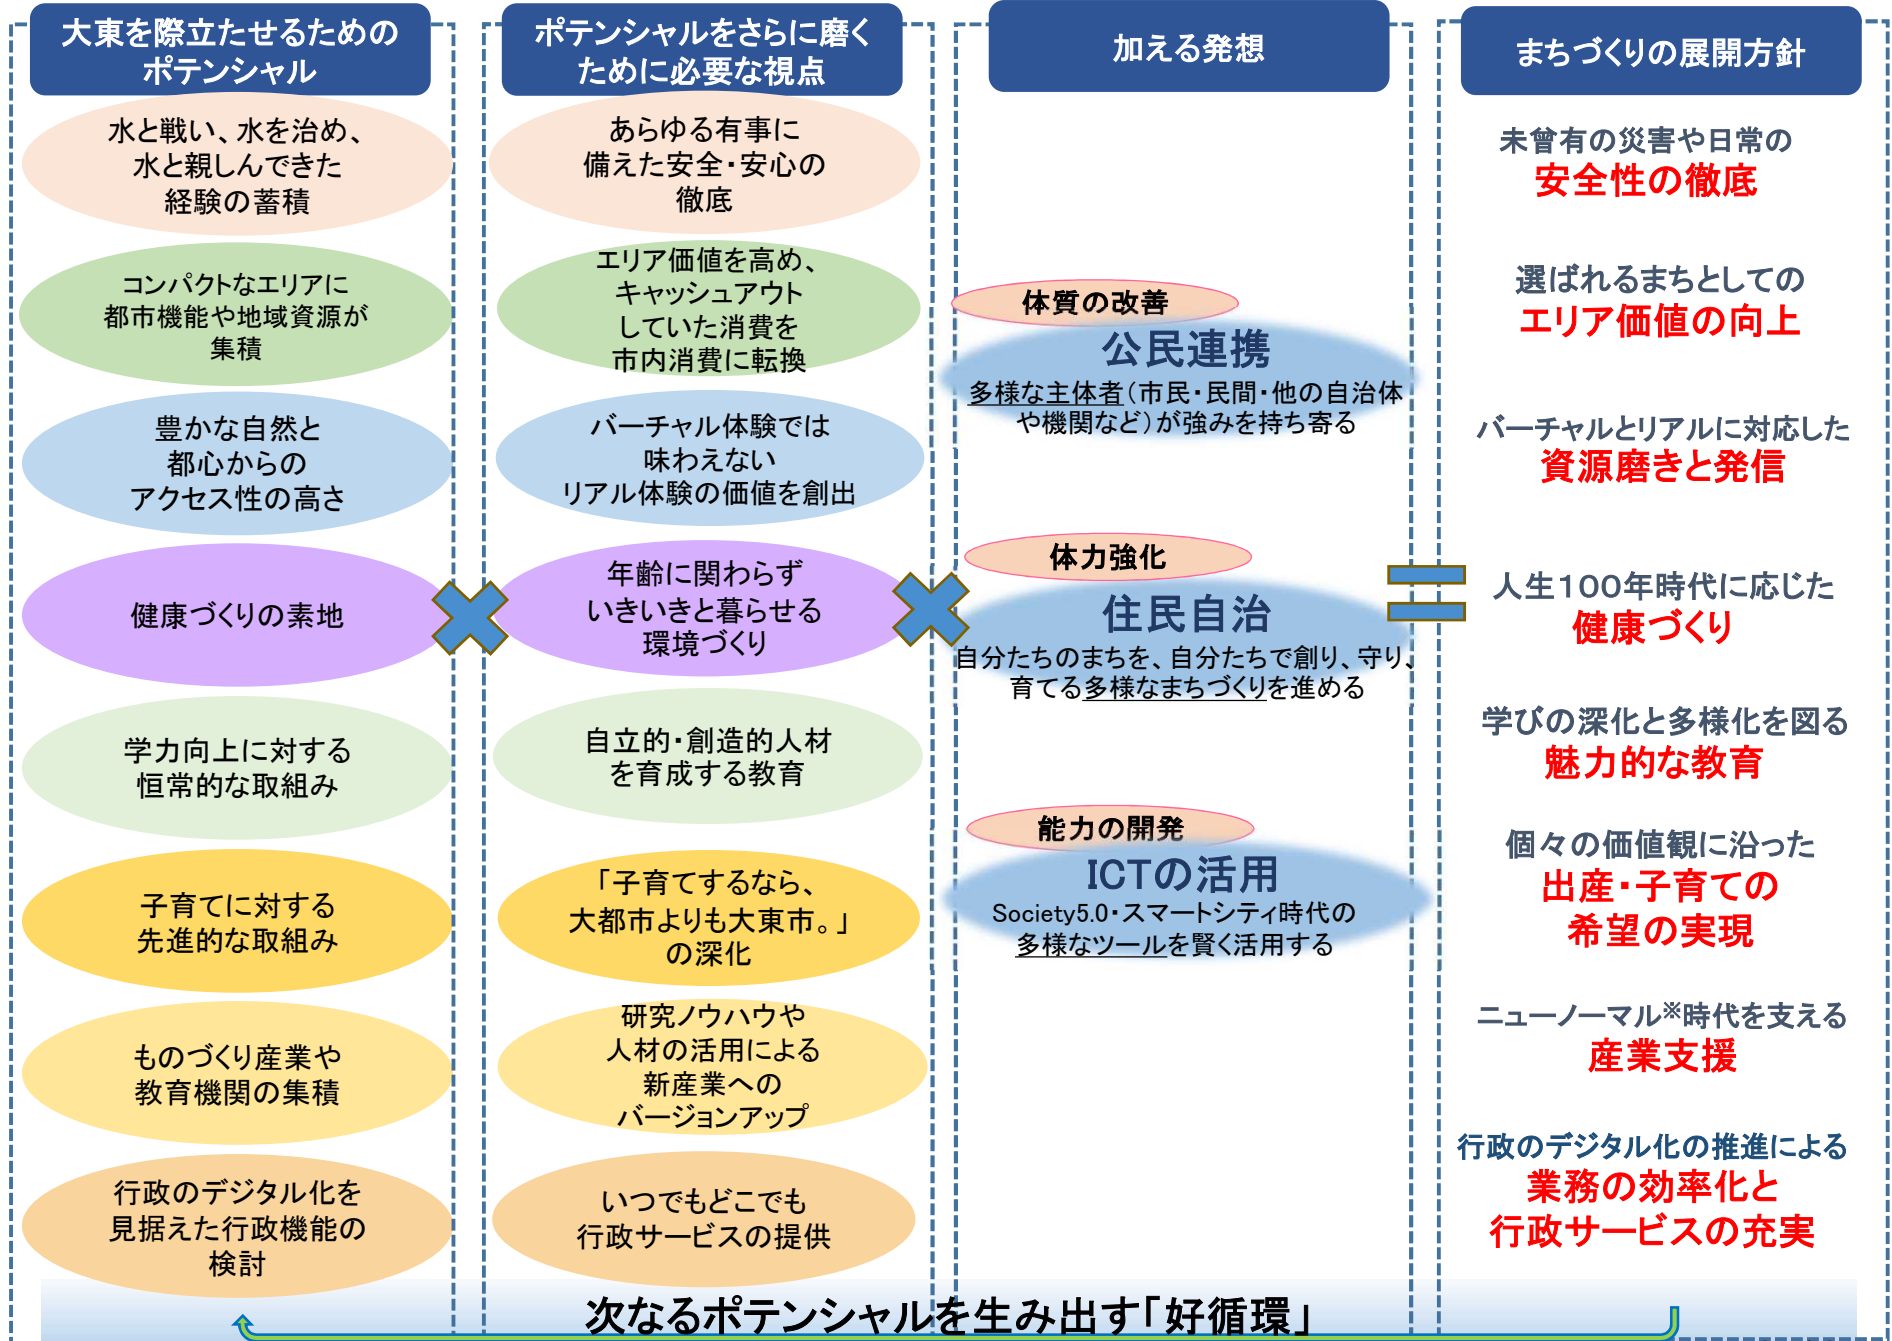 大東を際立たせるための
ポテンシャル
水と戦い、水を治め、
水と親しんできた
経験の蓄積
コンパクトなエリアに
都市機能や地域資源が
集積
豊かな自然と
都心からの
アクセス性の高さ
健康づくりの素地
学力向上に対する
恒常的な取組み
子育てに対する
先進的な取組み
ものづくり産業や
教育機関の集積
行政のデジタル化を
見据えた行政機能の
検討
ポテンシャルをさらに磨く
ために必要な視点
あらゆる有事に
備えた安全・安心の
徹底
エリア価値を高め、
キャッシュアウト
していた消費を
市内消費に転換
バーチャル体験では
味わえない
リアル体験の価値を創出
年齢に関わらず
いきいきと暮らせる
環境づくり
自立的・創造的人材
を育成する教育
「子育てするなら、
大都市よりも大東市。」
の深化
研究ノウハウや
人材の活用による
新産業への
バージョンアップ
いつでもどこでも
行政サービスの提供
加える発想
体質の改善
公民連携
多様な主体者（市民・民間・他の自治体
や機関など）が強みを持ち寄る
体力強化
住民自治
自分たちのまちを、自分たちで創り、守り、
育てる多様なまちづくりを進める
能力の開発
ICTの活用
Society5.0・スマートシティ時代の
多様なツールを賢く活用する
まちづくりの展開方針
未曾有の災害や日常の
安全性の徹底
選ばれるまちとしての
エリア価値の向上
バーチャルとリアルに対応した
資源磨きと発信
人生１００年時代に応じた
健康づくり
学びの深化と多様化を図る
魅力的な教育
個々の価値観に沿った
出産・子育ての
希望の実現
ニューノーマル※時代を支える
産業支援
行政のデジタル化の推進による
業務の効率化と
行政サービスの充実
次なるポテンシャルを生み出す「好循環」